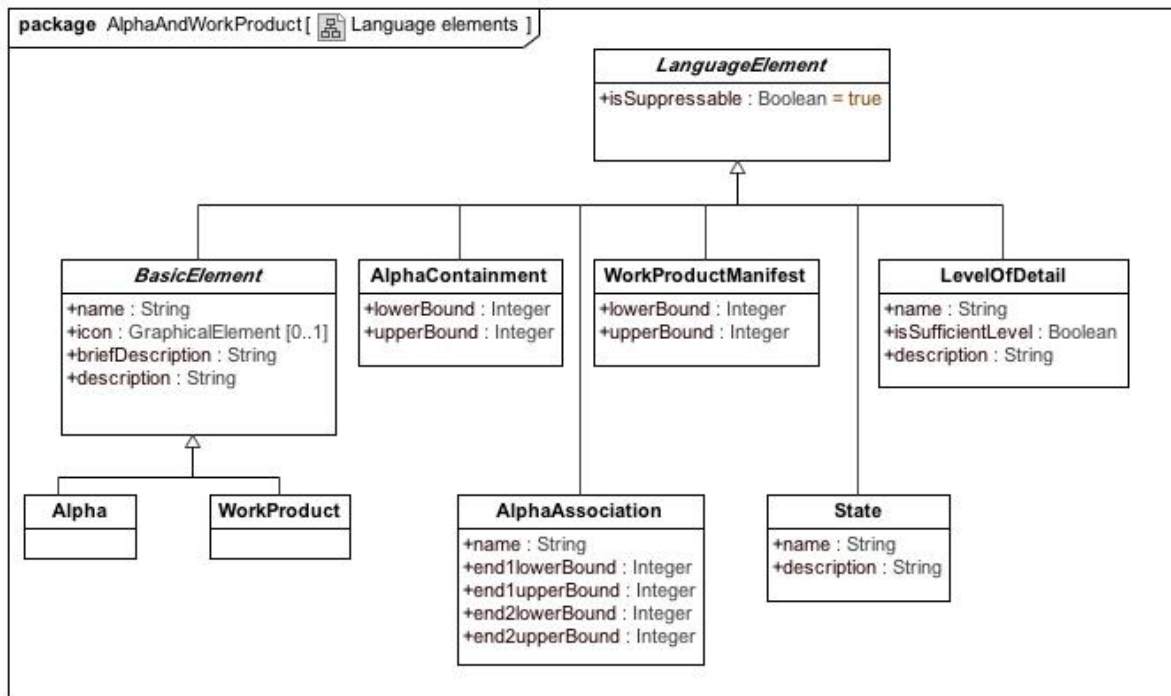 package AlphaAndWorkProduct [ Language elements ]
LanguageElement
+isSuppressable : Boolean = true
BasicElement
+name : String
+icon : GraphicalElement [0..1]
+briefDescription : String
+description : String
AlphaContainment
+lowerBound : Integer
+upperBound : Integer
WorkProductManifest
+lowerBound : Integer
+upperBound : Integer
LevelOfDetail
+name : String
+isSufficientLevel : Boolean
+description : String
Alpha
WorkProduct
AlphaAssociation
+name : String
+end1lowerBound : Integer
+end1upperBound : Integer
+end2lowerBound : Integer
+end2upperBound : Integer
State
+name : String
+description : String